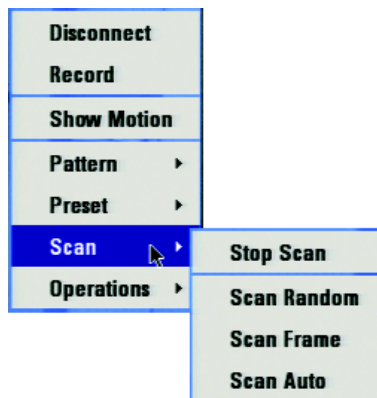 Disconnect
Record
Show Motion
Pattern
Preset
Scan
Operations
Stop Scan
Scan Random
Scan Frame
Scan Auto